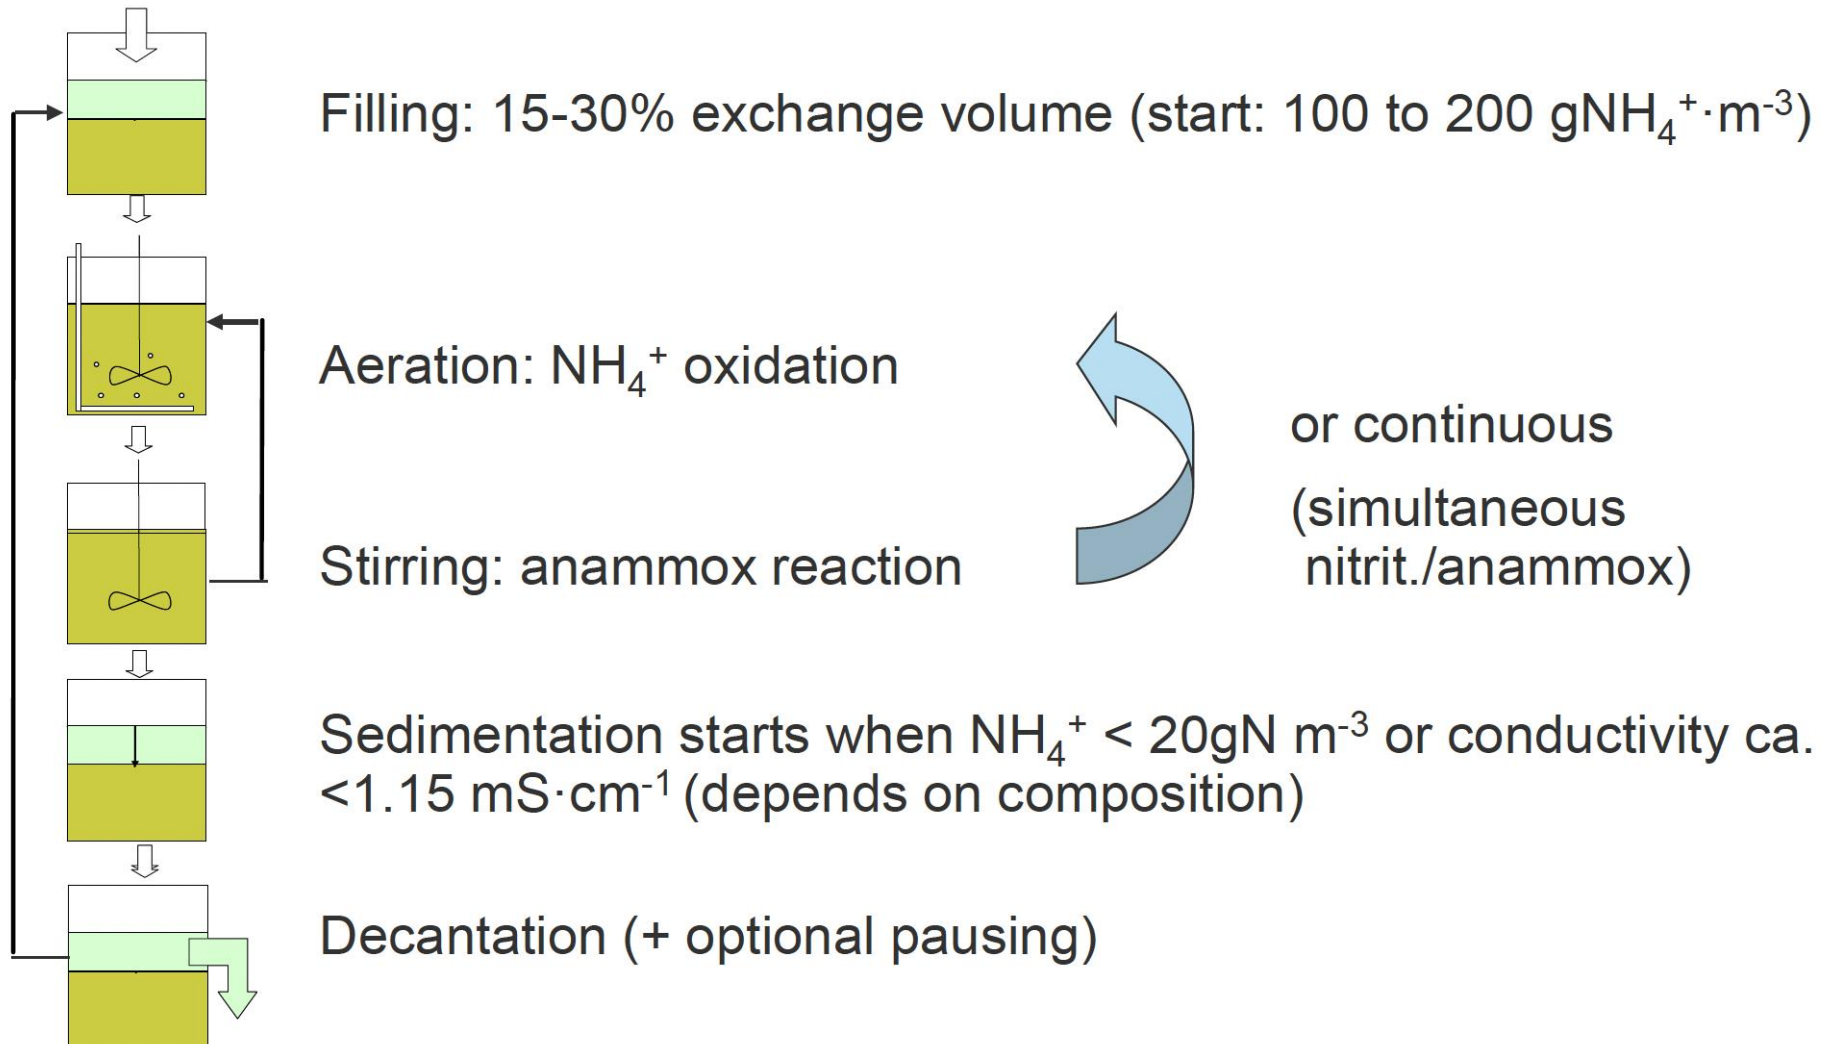 Filling: 15-30% exchange volume (start: 100 to 200 gNH₄⁺·m⁻³)
Aeration: NH₄⁺ oxidation
or continuous
(simultaneous
nitrit./anammox)
Stirring: anammox reaction
Sedimentation starts when NH₄⁺ < 20gN m⁻³ or conductivity ca.
<1.15 mS·cm⁻¹ (depends on composition)
Decantation (+ optional pausing)